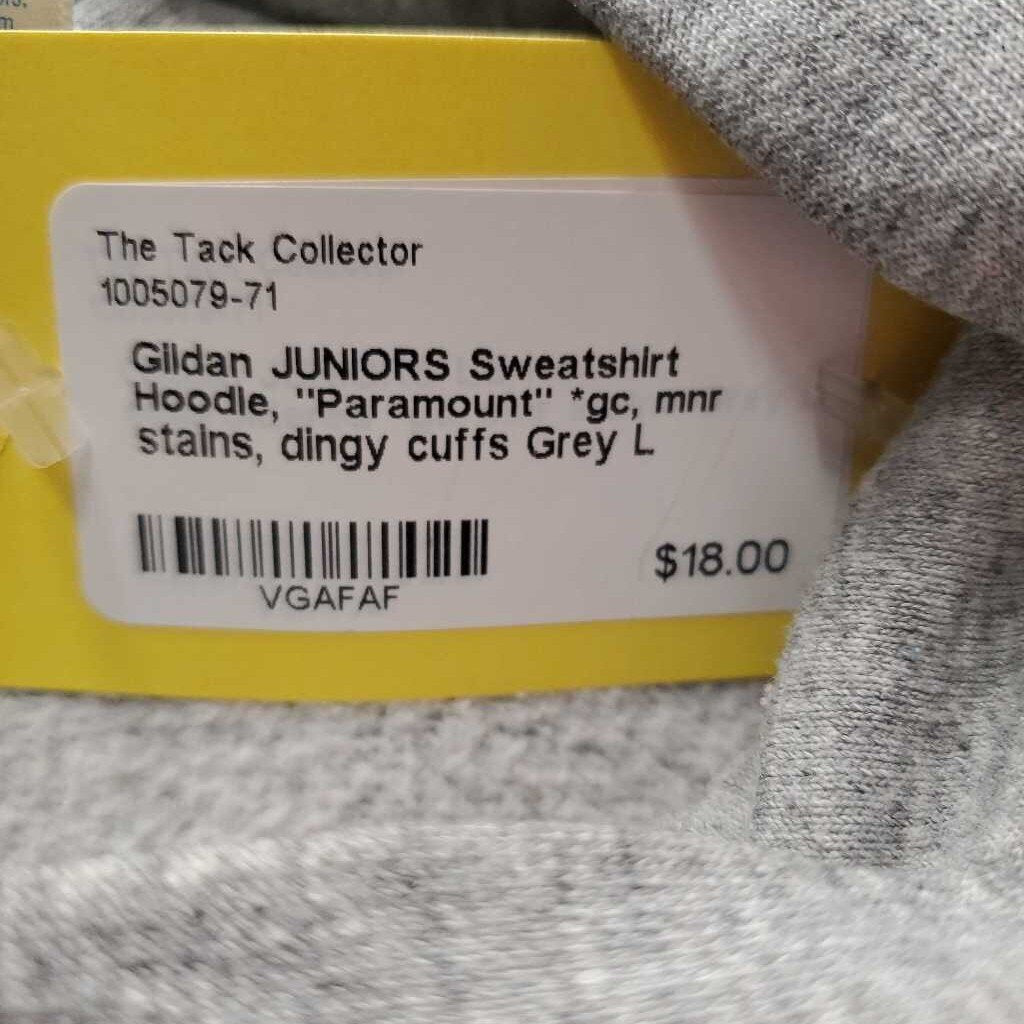 The Tack Collector
1005079-71
Gildan JUNIORS Sweatshirt
Hoodie, "Paramount" *gc, mnr
stains, dingy cuffs Grey L
VGAFAF
$18.00